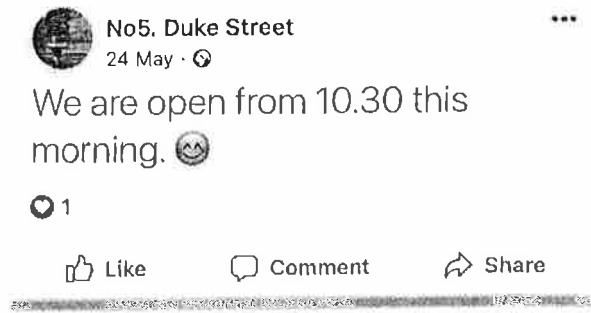 No5. Duke Street
24 May ·
We are open from 10.30 this
morning. 😊
1
Like Comment Share